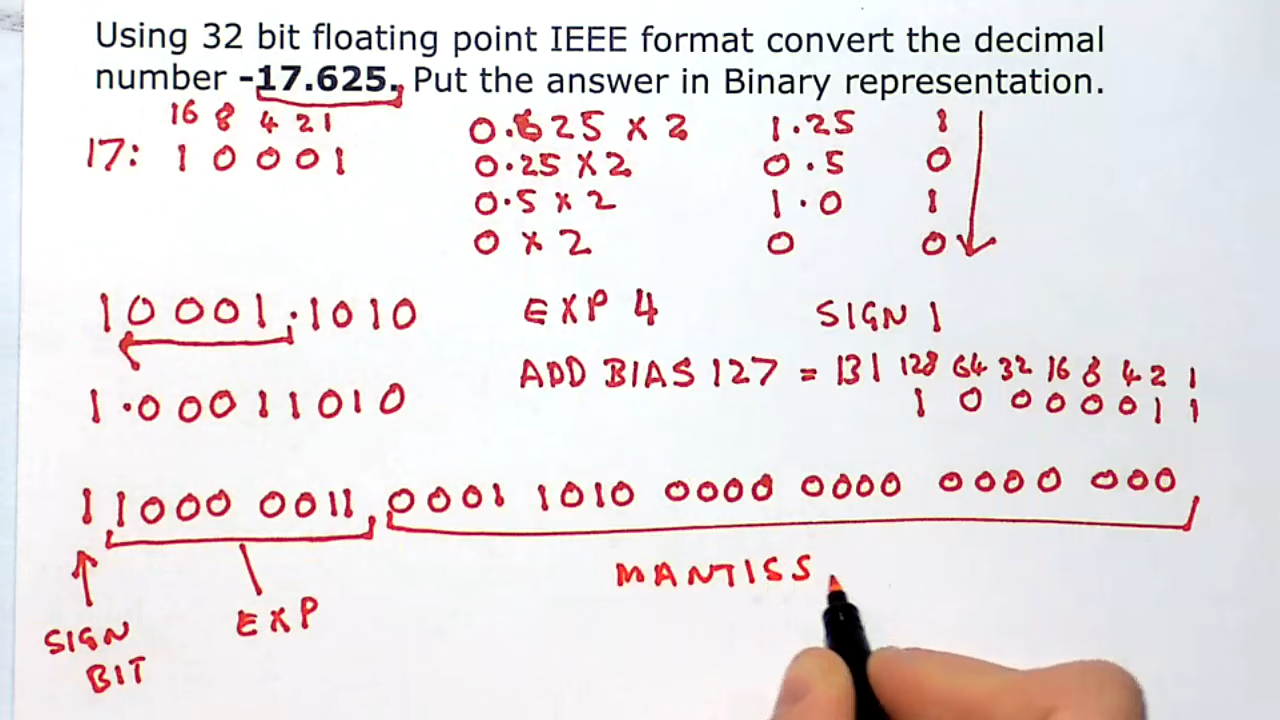 Using 32 bit floating point IEEE format convert the decimal
number -17.625. Put the answer in Binary representation.
16 8 4 2 1
17: 1 0 0 0 1
0.625 x 2 1.25 1
0.25 x 2 0.5 0
0.5 x 2 1.0 1
0 x 2 0 0
10001.1010 EXP 4 SIGN 1
ADD BIAS 127 = 131 128 64 32 16 8 4 2 1
1 0 0 0 0 0 1 1
1.00011010
1 1000 0011 0001 1010 0000 0000 0000 000
MANTISS
SIGN
BIT
EXP